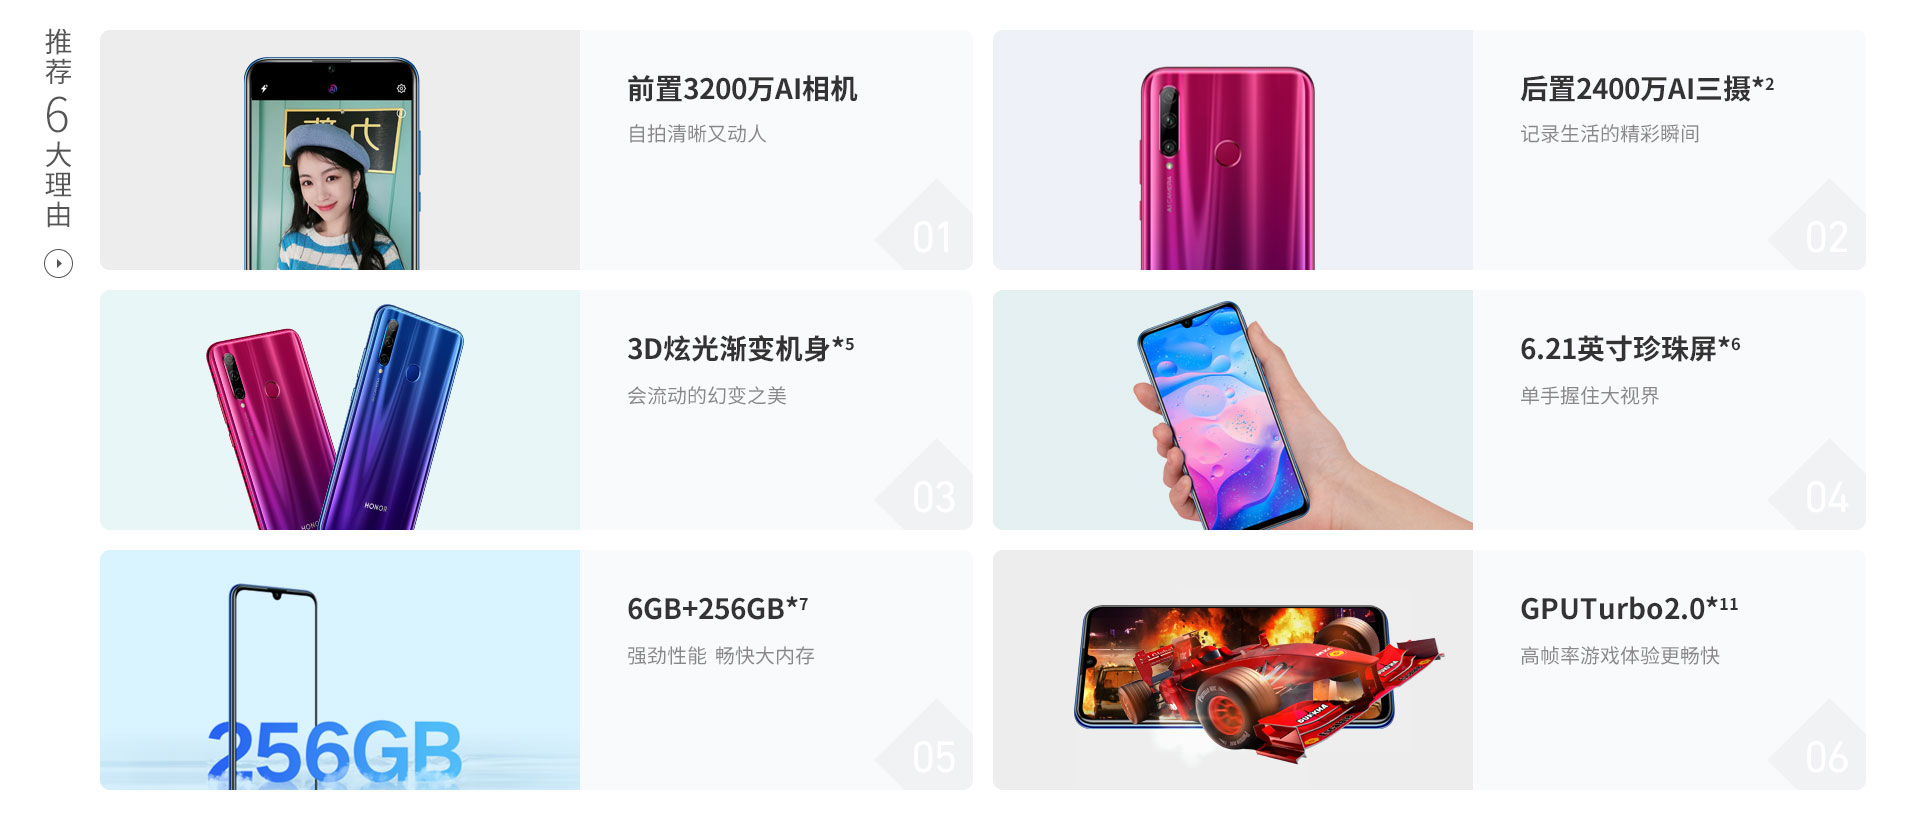 推荐6大理由
前置3200万AI相机
自拍清晰又动人
01
后置2400万AI三摄*2
记录生活的精彩瞬间
AI CAMERA
02
3D炫光渐变机身*5
会流动的幻变之美
HONOR
HONOR
03
6.21英寸珍珠屏*6
单手握住大视界
04
6GB+256GB*7
强劲性能 畅快大内存
256GB
05
GPUTurbo2.0*11
高帧率游戏体验更畅快
06